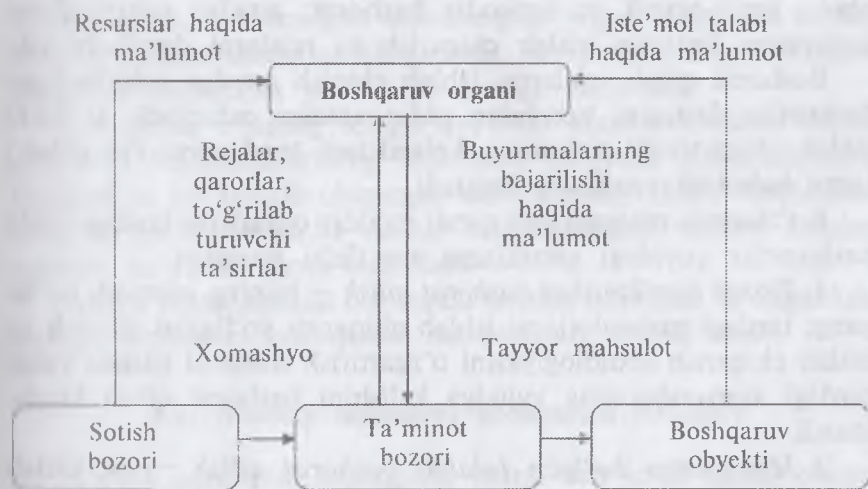 Resurslar haqida
ma’lumot
Iste’mol talabi
haqida ma’lumot
Boshqaruv organi
Rejalar,
qarorlar,
to‘g‘rilab
turuvchi
ta’sirlar
Buyurtmalarning
bajarilishi
haqida
ma’lumot
Xomashyo
Tayyor mahsulot
Sotish
bozori
Ta’minot
bozori
Boshqaruv
obyekti